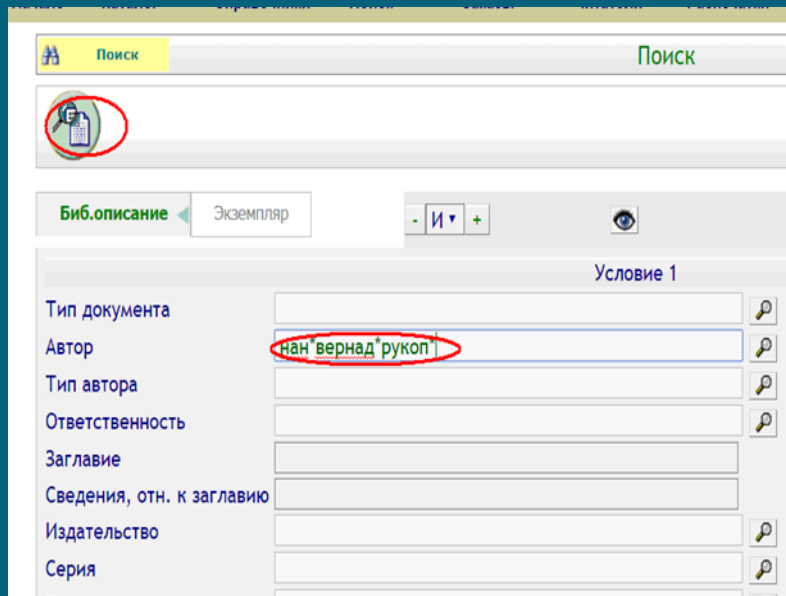 Поиск Поиск
Биб.описание Экземпляр - И +
Условие 1
Тип документа
Автор нан*вернад*рукоп*
Тип автора
Ответственность
Заглавие
Сведения, отн. к заглавию
Издательство
Серия